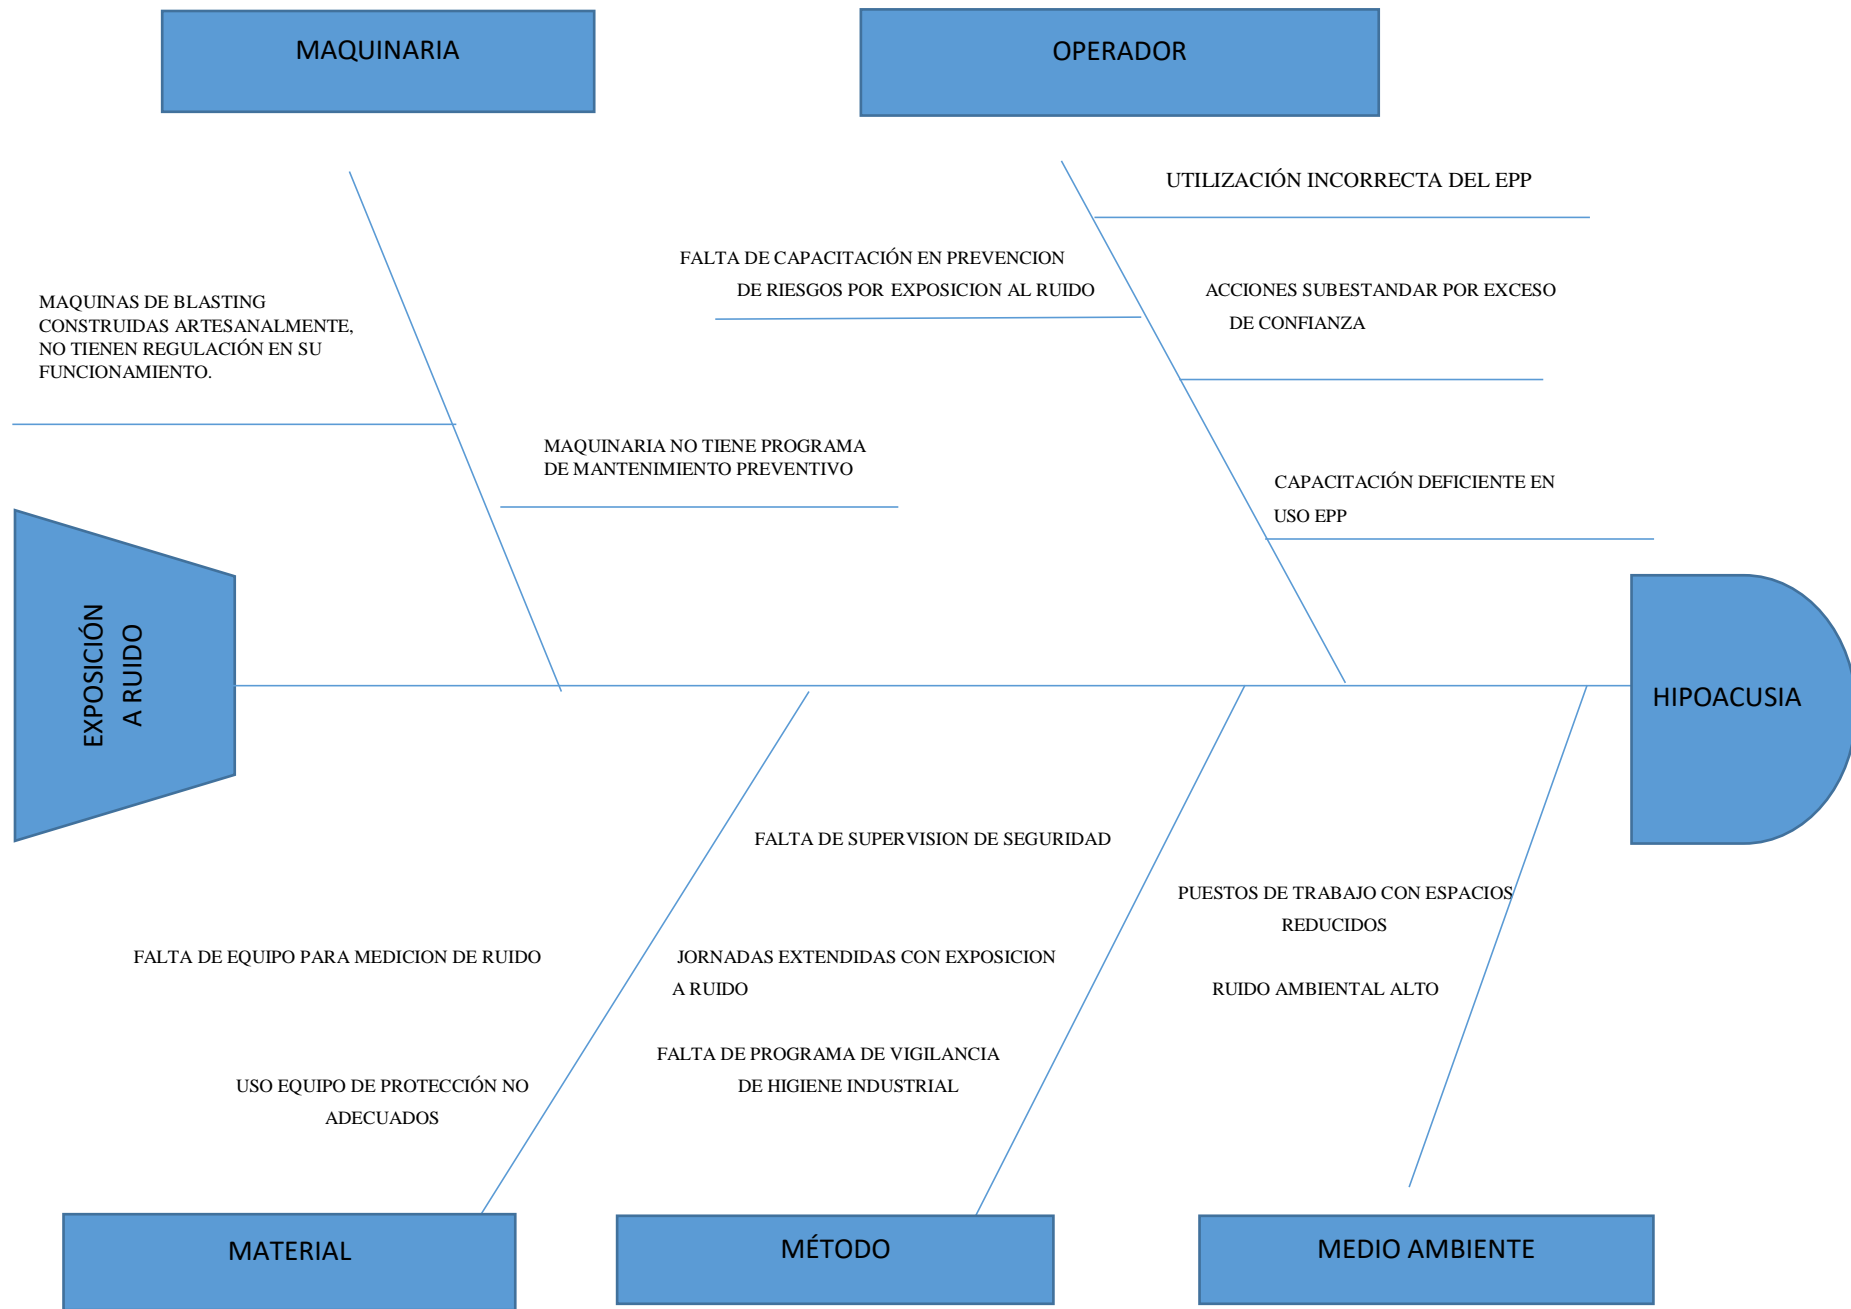 MAQUINARIA
OPERADOR
UTILIZACIÓN INCORRECTA DEL EPP
FALTA DE CAPACITACIÓN EN PREVENCION
DE RIESGOS POR EXPOSICION AL RUIDO
ACCIONES SUBESTANDAR POR EXCESO
DE CONFIANZA
MAQUINAS DE BLASTING
CONSTRUIDAS ARTESANALMENTE,
NO TIENEN REGULACIÓN EN SU
FUNCIONAMIENTO.
MAQUINARIA NO TIENE PROGRAMA
DE MANTENIMIENTO PREVENTIVO
CAPACITACIÓN DEFICIENTE EN
USO EPP
EXPOSICIÓN
A RUIDO
HIPOACUSIA
FALTA DE SUPERVISION DE SEGURIDAD
PUESTOS DE TRABAJO CON ESPACIOS
REDUCIDOS
FALTA DE EQUIPO PARA MEDICION DE RUIDO
JORNADAS EXTENDIDAS CON EXPOSICION
A RUIDO
RUIDO AMBIENTAL ALTO
FALTA DE PROGRAMA DE VIGILANCIA
DE HIGIENE INDUSTRIAL
USO EQUIPO DE PROTECCIÓN NO
ADECUADOS
MATERIAL
MÉTODO
MEDIO AMBIENTE